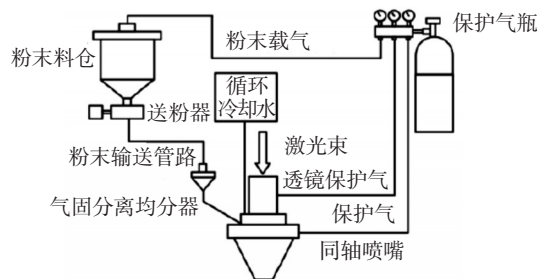 保护气瓶
粉末载气
粉末料仓
循环
冷却水
送粉器
激光束
粉末输送管路
透镜保护气
气固分离均分器
保护气
同轴喷嘴